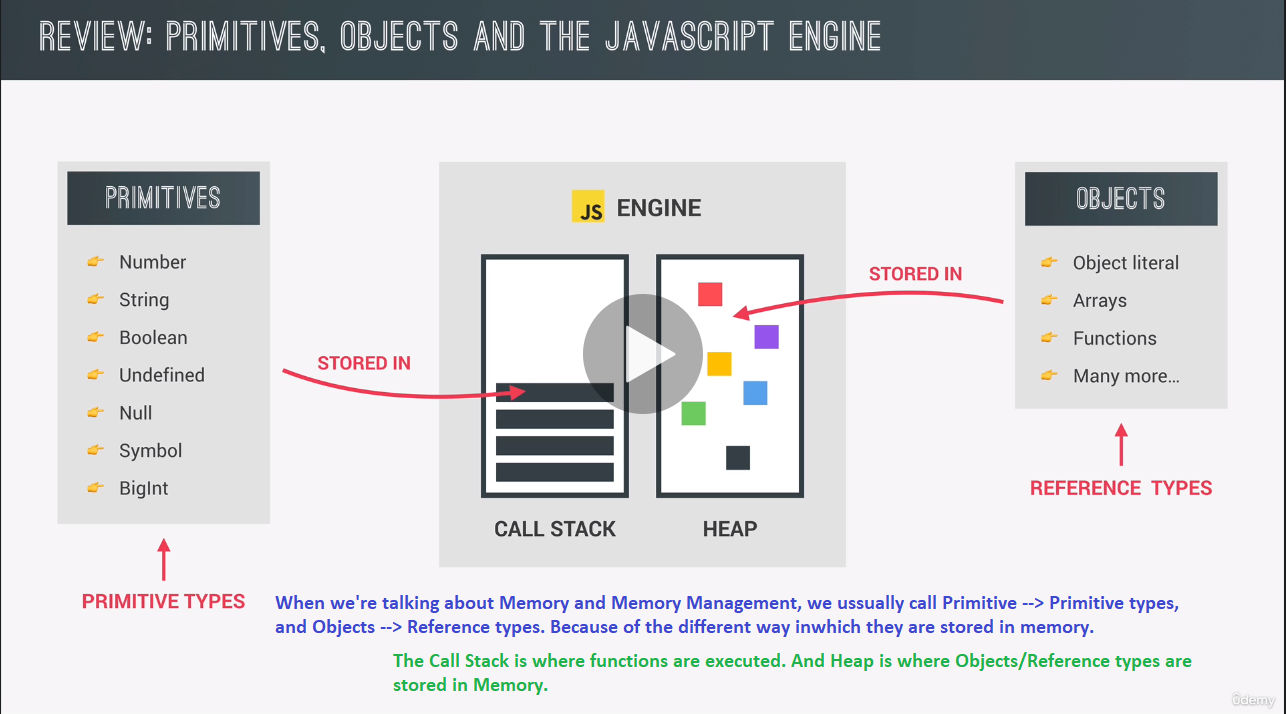 REVIEW: PRIMITIVES, OBJECTS AND THE JAVASCRIPT ENGINE
PRIMITIVES
Number
String
Boolean
Undefined
Null
Symbol
BigInt
PRIMITIVE TYPES
STORED IN
JS ENGINE
CALL STACK
HEAP
STORED IN
OBJECTS
Object literal
Arrays
Functions
Many more...
REFERENCE TYPES
When we're talking about Memory and Memory Management, we ussually call Primitive --> Primitive types,
and Objects --> Reference types. Because of the different way inwhich they are stored in memory.
The Call Stack is where functions are executed. And Heap is where Objects/Reference types are
stored in Memory.
ûdemy